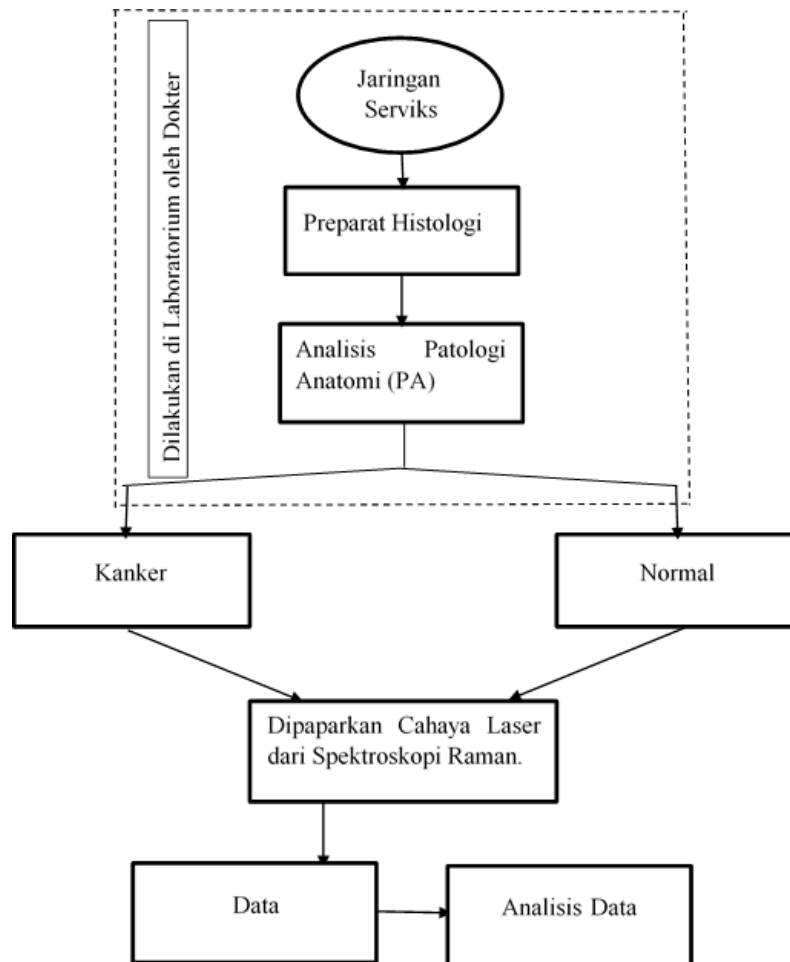 Dilakukan di Laboratorium oleh Dokter
Jaringan
Serviks
Preparat Histologi
Analisis Patologi
Anatomi (PA)
Kanker
Normal
Dipaparkan Cahaya Laser
dari Spektroskopi Raman.
Data
Analisis Data